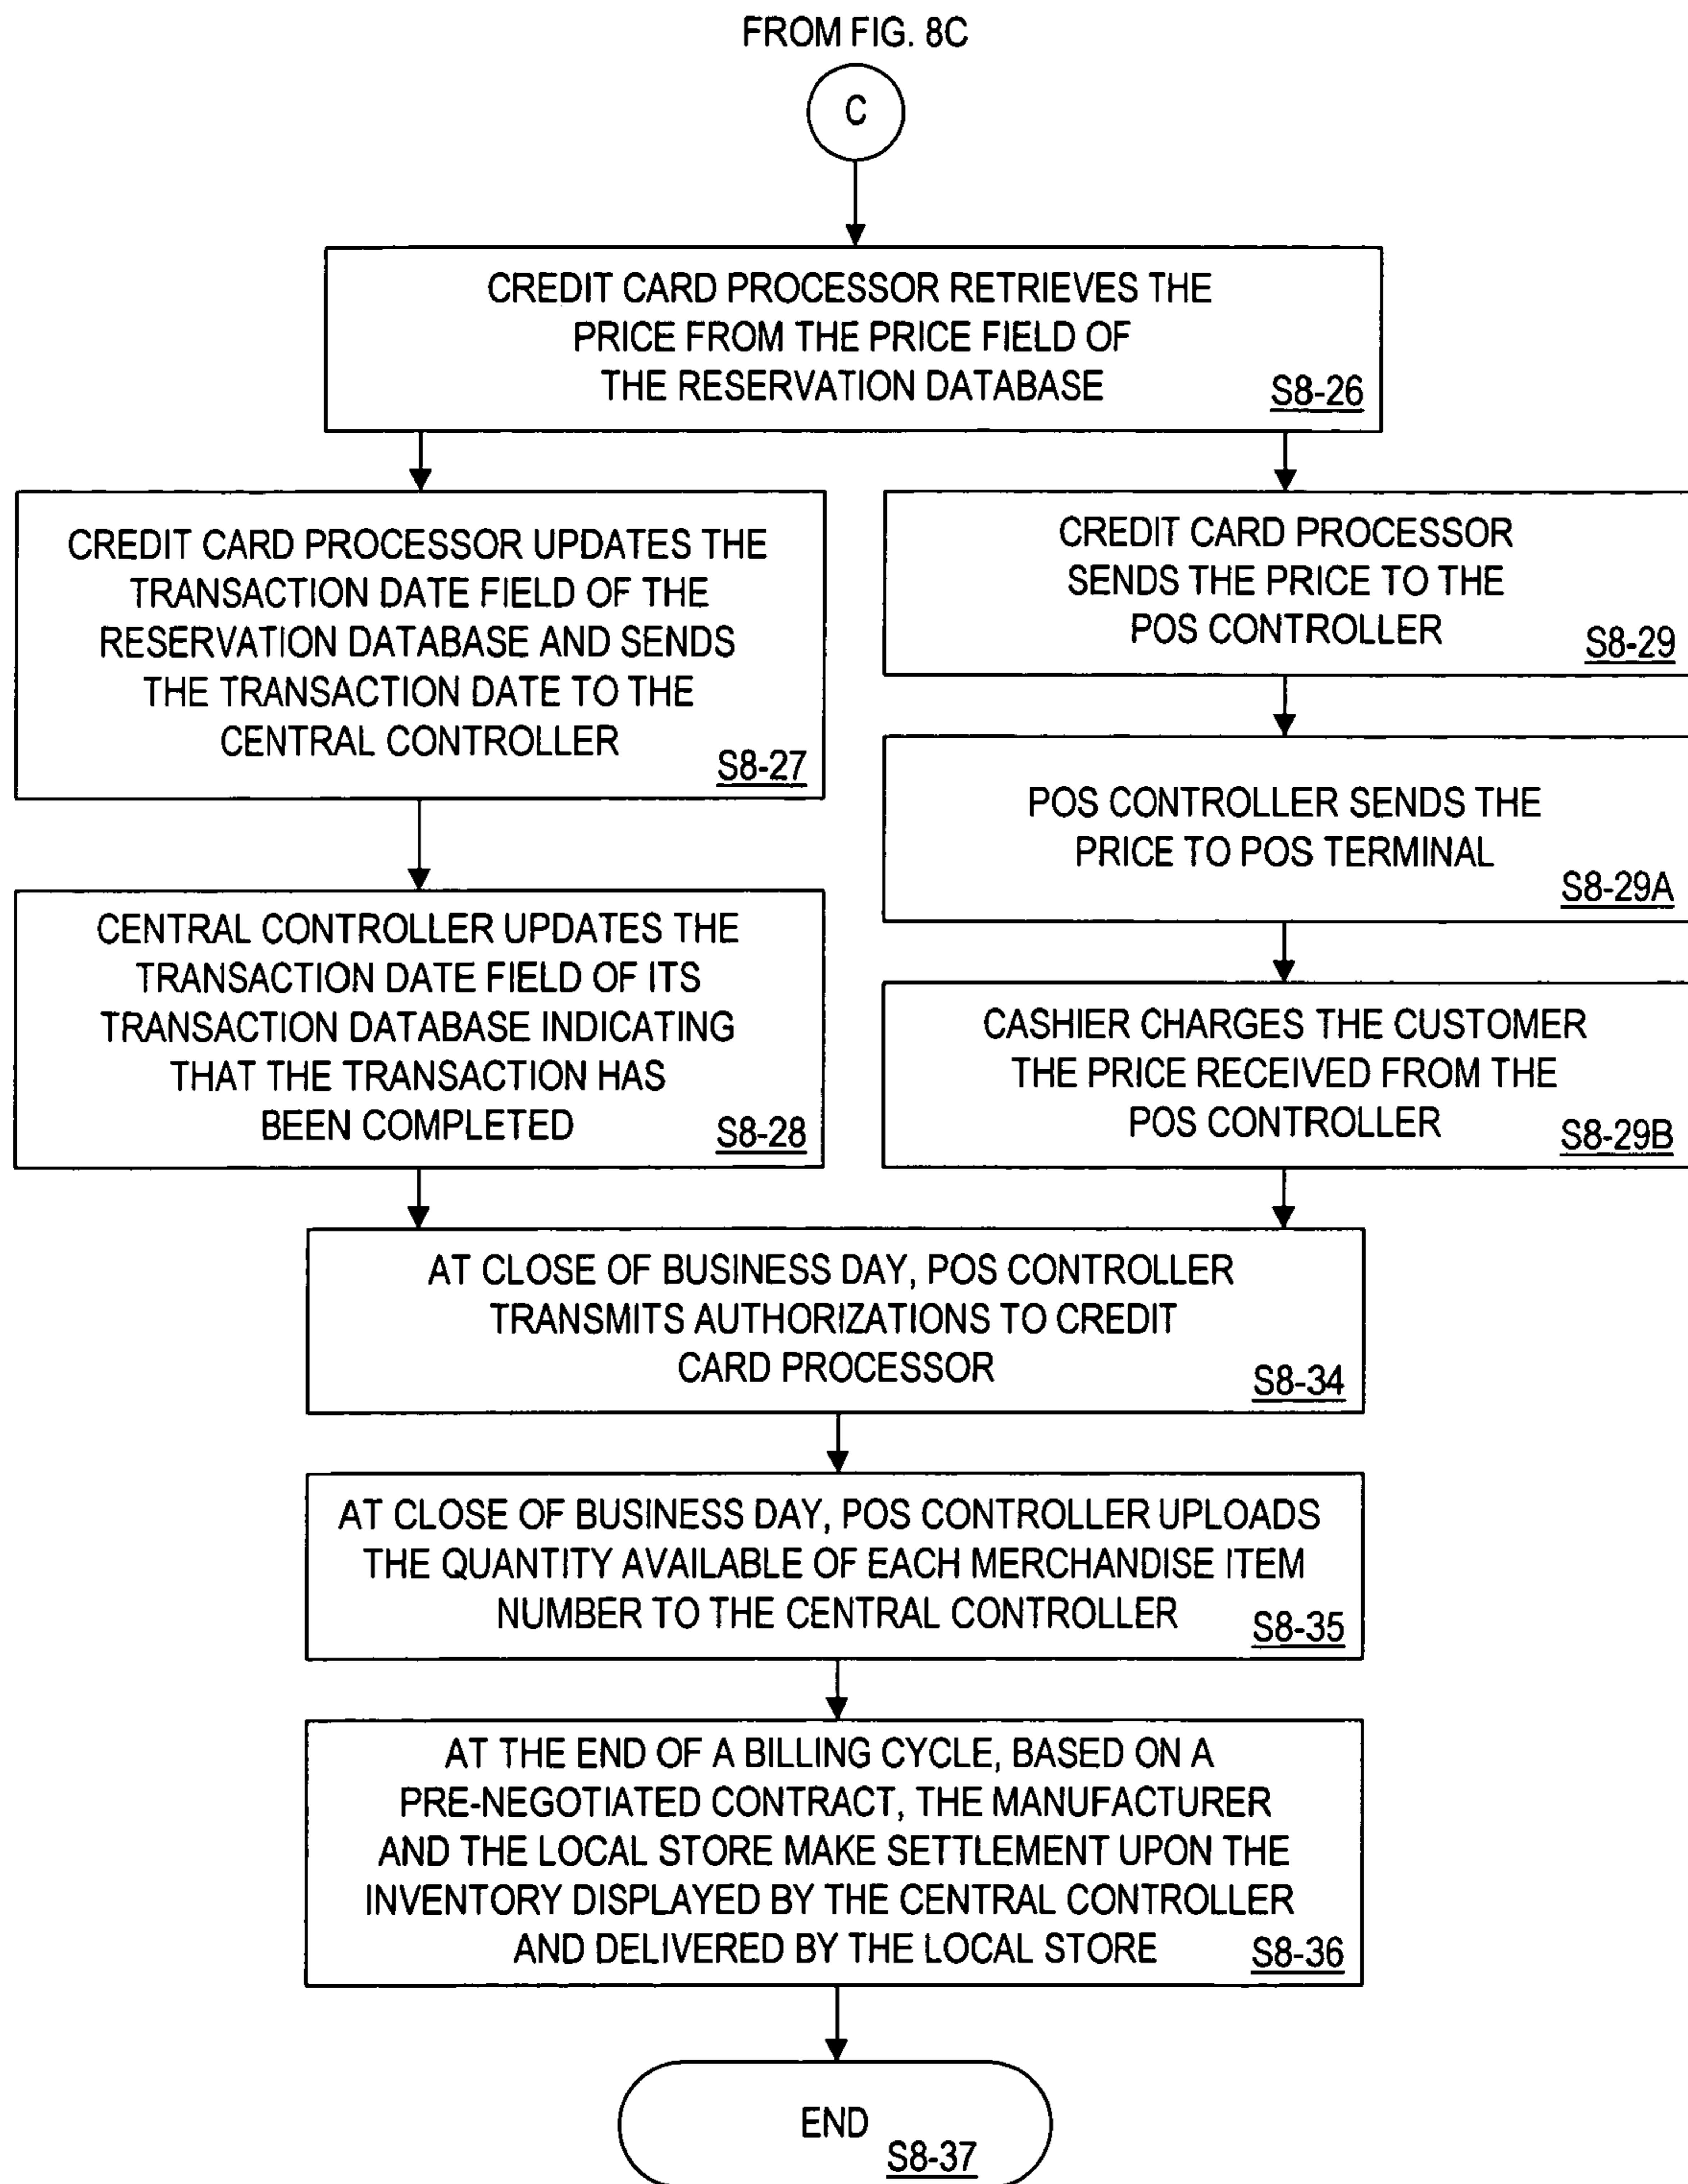 FROM FIG. 8C
C
CREDIT CARD PROCESSOR RETRIEVES THE
PRICE FROM THE PRICE FIELD OF
THE RESERVATION DATABASE
S8-26
CREDIT CARD PROCESSOR UPDATES THE
TRANSACTION DATE FIELD OF THE
RESERVATION DATABASE AND SENDS
THE TRANSACTION DATE TO THE
CENTRAL CONTROLLER
S8-27
CENTRAL CONTROLLER UPDATES THE
TRANSACTION DATE FIELD OF ITS
TRANSACTION DATABASE INDICATING
THAT THE TRANSACTION HAS
BEEN COMPLETED
S8-28
CREDIT CARD PROCESSOR
SENDS THE PRICE TO THE
POS CONTROLLER
S8-29
POS CONTROLLER SENDS THE
PRICE TO POS TERMINAL
S8-29A
CASHIER CHARGES THE CUSTOMER
THE PRICE RECEIVED FROM THE
POS CONTROLLER
S8-29B
AT CLOSE OF BUSINESS DAY, POS CONTROLLER
TRANSMITS AUTHORIZATIONS TO CREDIT
CARD PROCESSOR
S8-34
AT CLOSE OF BUSINESS DAY, POS CONTROLLER UPLOADS
THE QUANTITY AVAILABLE OF EACH MERCHANDISE ITEM
NUMBER TO THE CENTRAL CONTROLLER
S8-35
AT THE END OF A BILLING CYCLE, BASED ON A
PRE-NEGOTIATED CONTRACT, THE MANUFACTURER
AND THE LOCAL STORE MAKE SETTLEMENT UPON THE
INVENTORY DISPLAYED BY THE CENTRAL CONTROLLER
AND DELIVERED BY THE LOCAL STORE
S8-36
END
S8-37